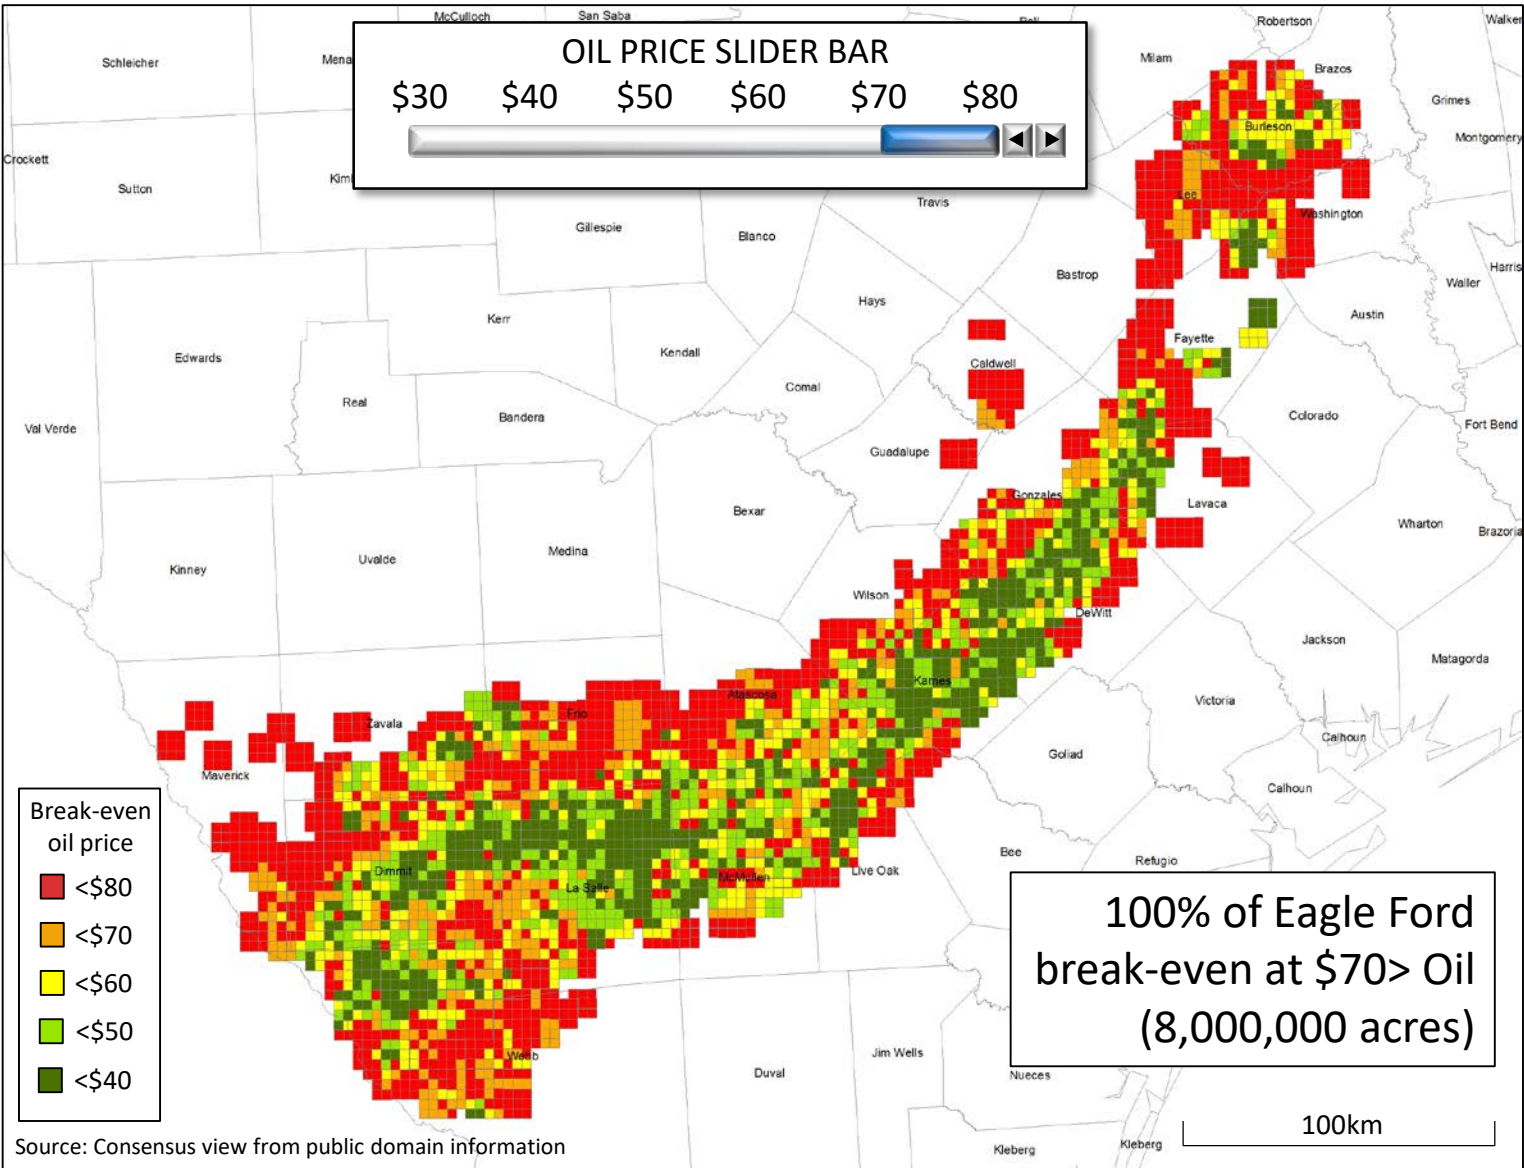 McCulloch
San Saba
Bell
Robertson
Walker
OIL PRICE SLIDER BAR
$30 $40 $50 $60 $70 $80
Schleicher
Mena
Milam
Brazos
Grimes
Burleson
Montgomery
Crockett
Sutton
Kim
Lee
Travis
Washington
Gillespie
Blanco
Harris
Bastrop
Waller
Hays
Austin
Kerr
Fayette
Edwards
Kendall
Caldwell
Comal
Real
Bandera
Colorado
Val Verde
Fort Bend
Guadalupe
Gonzales
Lavaca
Bexar
Wharton
Brazoria
Medina
Uvalde
Kinney
Wilson
DeWitt
Jackson
Matagorda
Karnes
Atascosa
Victoria
Frio
Zavala
Calhoun
Goliad
Maverick
Calhoun
Break-even
oil price
<$80
<$70
<$60
<$50
<$40
Bee
Refugio
Dimmit
La Salle
McMullen
Live Oak
100% of Eagle Ford
break-even at $70> Oil
(8,000,000 acres)
Webb
Jim Wells
Duval
Nueces
100km
Kleberg
Kleberg
Source: Consensus view from public domain information